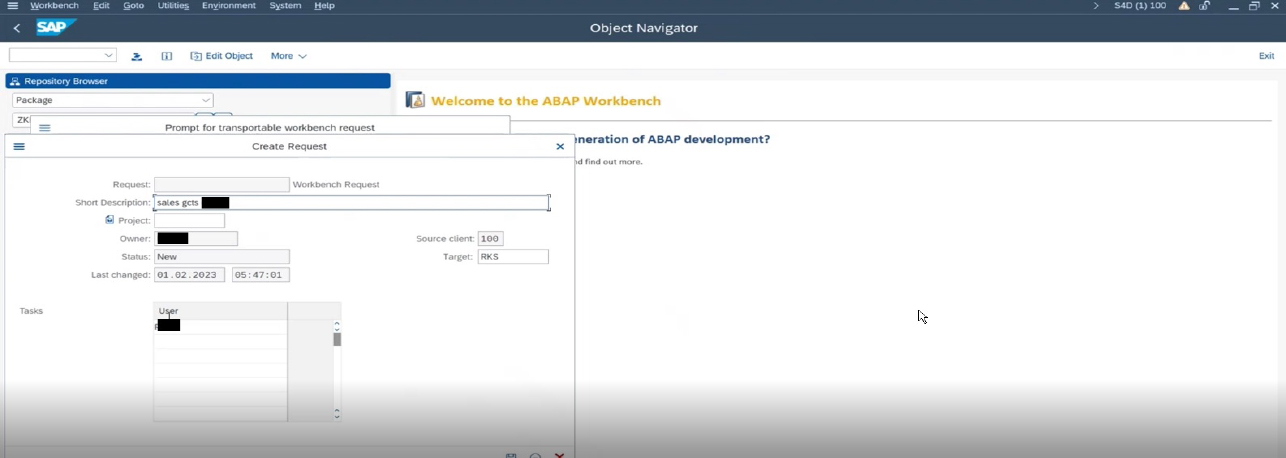 Workbench Edit Goto Utilities Environment System Help S4D (1) 100
SAP Object Navigator
Edit Object More Exit
Repository Browser
Package
Welcome to the ABAP Workbench
ZK
Prompt for transportable workbench request
neration of ABAP development?
Create Request
nd find out more.
Request: Workbench Request
Short Description: sales gcts
Project:
Owner: Source client: 100
Status: New Target: RKS
Last changed: 01.02.2023 05:47:01
Tasks User